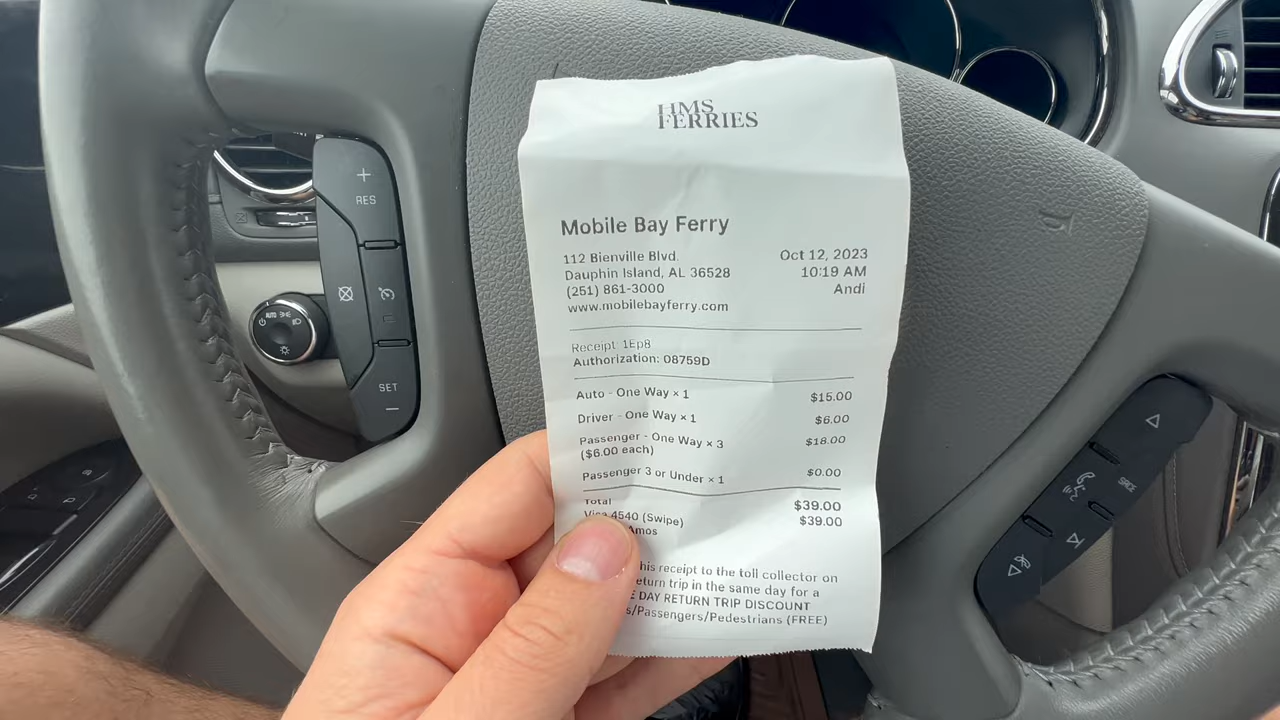 HMS
FERRIES
Mobile Bay Ferry
112 Bienville Blvd. Oct 12, 2023
Dauphin Island, AL 36528 10:19 AM
(251) 861-3000 Andi
www.mobilebayferry.com
Receipt: 1Ep8
Authorization: 08759D
Auto - One Way × 1 $15.00
Driver - One Way × 1 $6.00
Passenger - One Way × 3 $18.00
($6.00 each)
Passenger 3 or Under × 1 $0.00
Total $39.00
Visa 4540 (Swipe) $39.00
Amos
this receipt to the toll collector on
return trip in the same day for a
DAY RETURN TRIP DISCOUNT
/Passengers/Pedestrians (FREE)
+
RES
SET
−
AUTO
SRCE